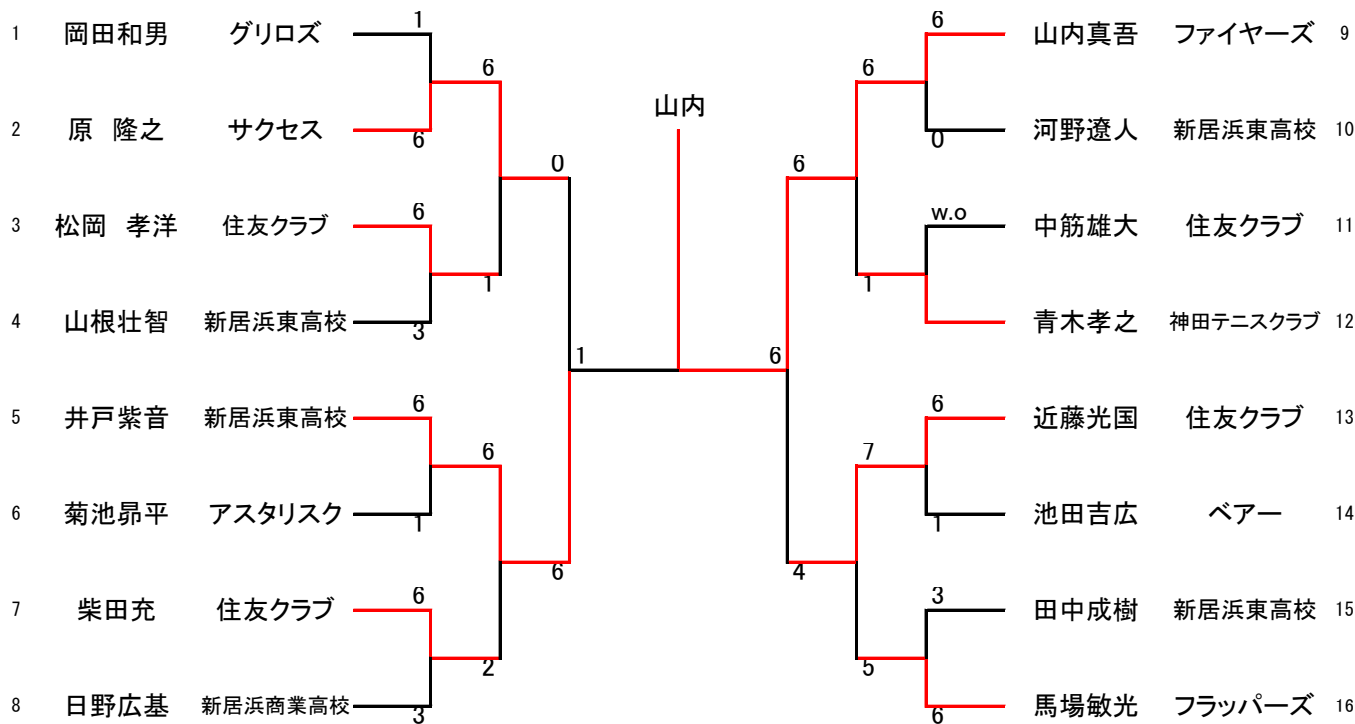 1 岡田和男 グリロズ 1 6 山内真吾 ファイヤーズ 9
6 6
山内
2 原 隆之 サクセス 6 0 河野遼人 新居浜東高校 10
0 6
3 松岡 孝洋 住友クラブ 6 w.o 中筋雄大 住友クラブ 11
1 1
4 山根壮智 新居浜東高校 3 青木孝之 神田テニスクラブ 12
1 6
5 井戸紫音 新居浜東高校 6 6 近藤光国 住友クラブ 13
6 7
6 菊池昴平 アスタリスク 1 1 池田吉広 ベアー 14
6 4
7 柴田充 住友クラブ 6 3 田中成樹 新居浜東高校 15
2 5
8 日野広基 新居浜商業高校 3 6 馬場敏光 フラッパーズ 16